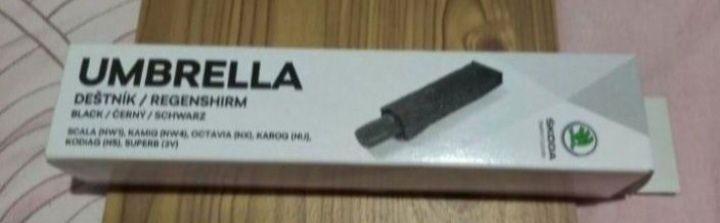 UMBRELLA
DEŠTNÍK / REGENSHIRM
BLACK / ČERNÝ / SCHWARZ
SCALA (NW1), KAMIQ (NW4), OCTAVIA (NX), KAROQ (NU),
KODIAQ (NS), SUPERB (3V)
ŠKODA